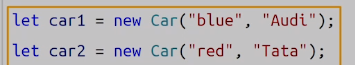 let car1 = new Car("blue", "Audi");
let car2 = new Car("red", "Tata");